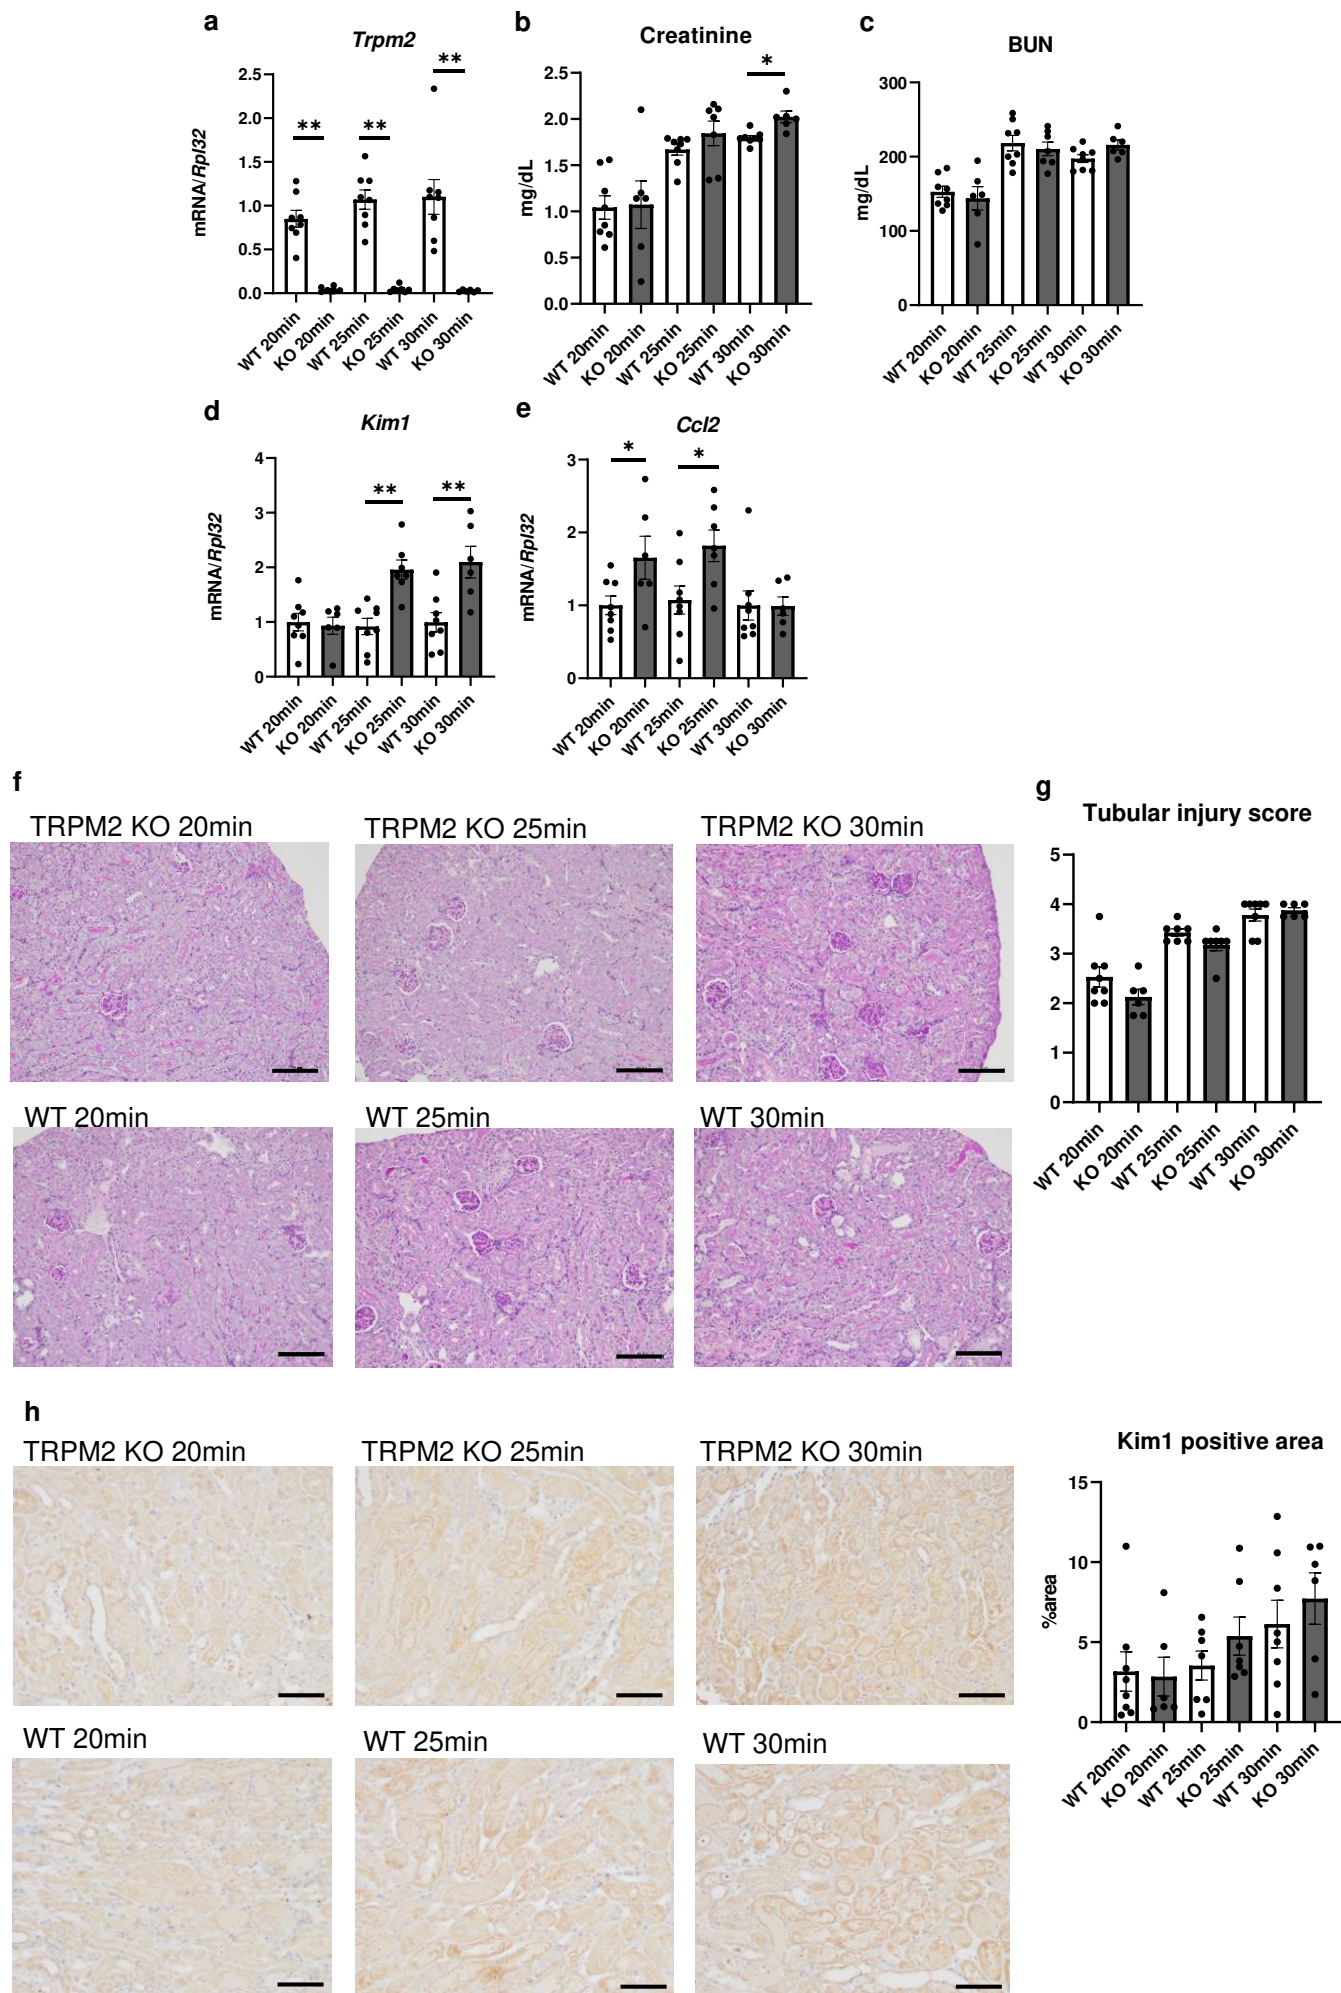 a
Trpm2
**
**
**
mRNA/Rpl32
2.5
2.0
1.5
1.0
0.5
0.0
WT 20min
KO 20min
WT 25min
KO 25min
WT 30min
KO 30min
b
Creatinine
*
mg/dL
2.5
2.0
1.5
1.0
0.5
0.0
WT 20min
KO 20min
WT 25min
KO 25min
WT 30min
KO 30min
c
BUN
mg/dL
300
200
100
0
WT 20min
KO 20min
WT 25min
KO 25min
WT 30min
KO 30min
d
Kim1
**
**
mRNA/Rpl32
4
3
2
1
0
WT 20min
KO 20min
WT 25min
KO 25min
WT 30min
KO 30min
e
Ccl2
*
*
mRNA/Rpl32
3
2
1
0
WT 20min
KO 20min
WT 25min
KO 25min
WT 30min
KO 30min
f
TRPM2 KO 20min
TRPM2 KO 25min
TRPM2 KO 30min
WT 20min
WT 25min
WT 30min
g
Tubular injury score
5
4
3
2
1
0
WT 20min
KO 20min
WT 25min
KO 25min
WT 30min
KO 30min
h
TRPM2 KO 20min
TRPM2 KO 25min
TRPM2 KO 30min
WT 20min
WT 25min
WT 30min
Kim1 positive area
%area
15
10
5
0
WT 20min
KO 20min
WT 25min
KO 25min
WT 30min
KO 30min